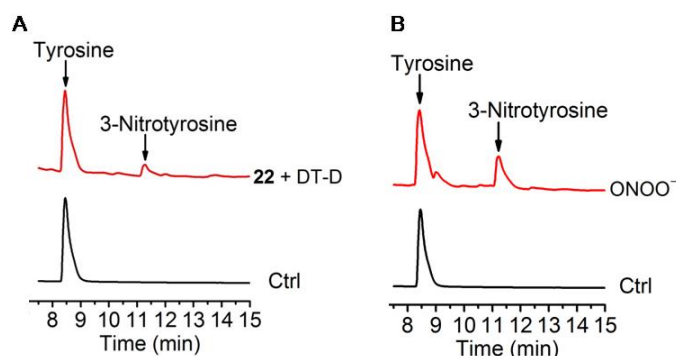 A
Tyrosine
3-Nitrotyrosine
22 + DT-D
Ctrl
8 9 10 11 12 13 14 15
Time (min)
B
Tyrosine
3-Nitrotyrosine
ONOO⁻
Ctrl
8 9 10 11 12 13 14 15
Time (min)